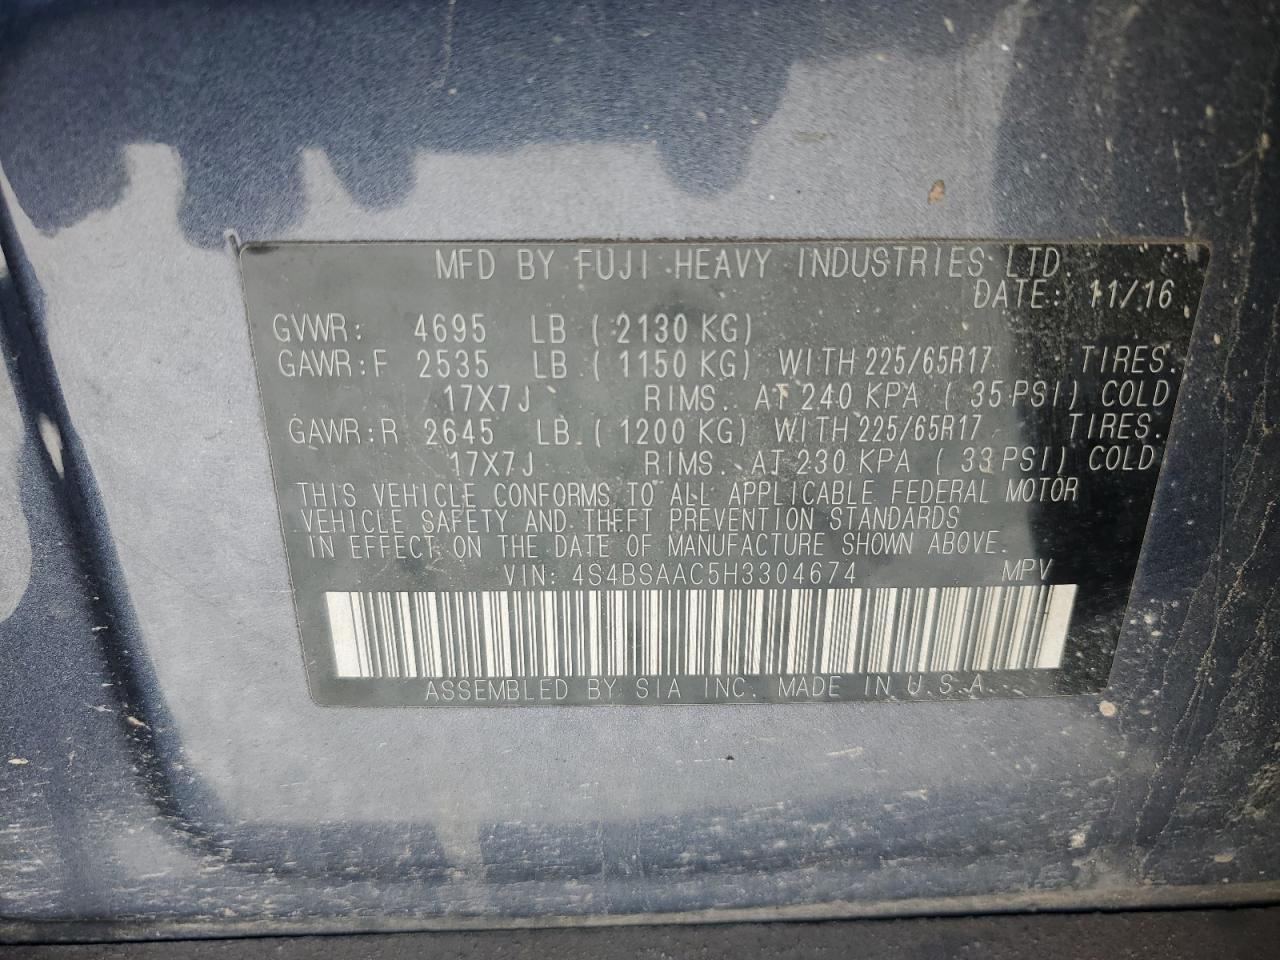 MFD BY FUJI HEAVY INDUSTRIES LTD.
DATE: 11/16
GVWR: 4695 LB ( 2130 KG)
GAWR:F 2535 LB ( 1150 KG) WITH 225/65R17 TIRES.
17X7J RIMS. AT 240 KPA ( 35 PSI) COLD
GAWR:R 2645 LB ( 1200 KG) WITH 225/65R17 TIRES.
17X7J RIMS. AT 230 KPA ( 33 PSI) COLD
THIS VEHICLE CONFORMS TO ALL APPLICABLE FEDERAL MOTOR
VEHICLE SAFETY AND THEFT PREVENTION STANDARDS
IN EFFECT ON THE DATE OF MANUFACTURE SHOWN ABOVE.
VIN: 4S4BSAAC5H3304674 MPV
ASSEMBLED BY SIA INC. MADE IN U.S.A.